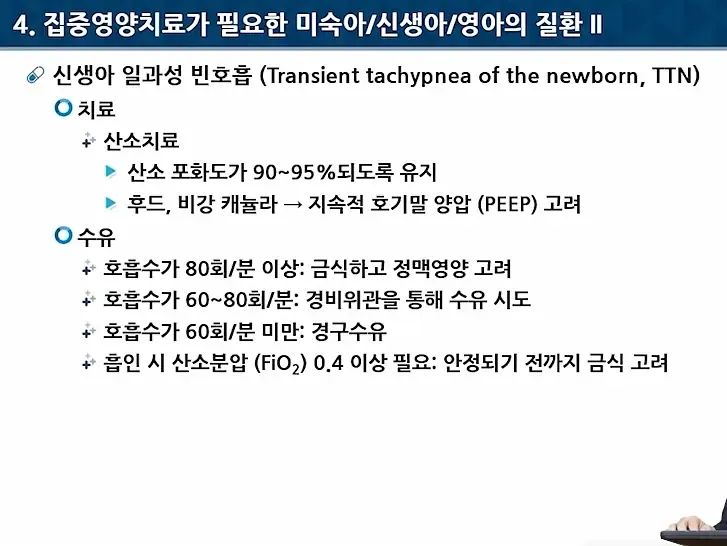 4. 집중영양치료가 필요한 미숙아/신생아/영아의 질환 II
신생아 일과성 빈호흡 (Transient tachypnea of the newborn, TTN)
치료
산소치료
산소 포화도가 90~95%되도록 유지
후드, 비강 캐뉼라 → 지속적 호기말 양압 (PEEP) 고려
수유
호흡수가 80회/분 이상: 금식하고 정맥영양 고려
호흡수가 60~80회/분: 경비위관을 통해 수유 시도
호흡수가 60회/분 미만: 경구수유
흡인 시 산소분압 (FiO₂) 0.4 이상 필요: 안정되기 전까지 금식 고려